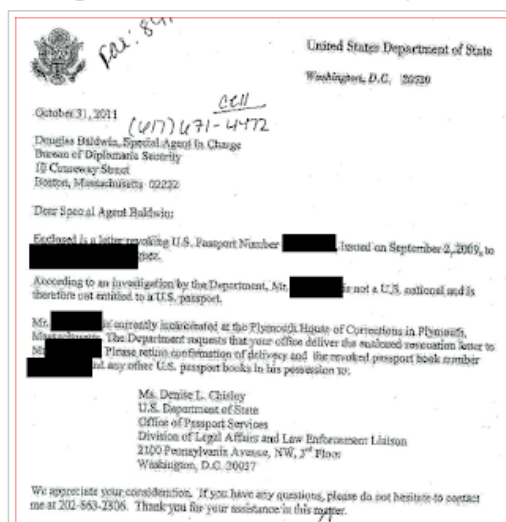 United States Department of State
Washington, D.C. 20520
October 31, 2011
Cell
(617) 671-4472
Douglas Baldwin, Special Agent In Charge
Bureau of Diplomatic Security
10 Causeway Street
Boston, Massachusetts 02222
Dear Special Agent Baldwin:
Enclosed is a letter revoking U.S. Passport Number , issued on September 2, 2009, to
According to an investigation by the Department, Mr. is not a U.S. national and is
therefore not entitled to a U.S. passport.
Mr. is currently incarcerated at the Plymouth House of Corrections in Plymouth,
Massachusetts. The Department requests that your office deliver the enclosed revocation letter to
Please return confirmation of delivery and the revoked passport book number
any other U.S. passport books in his possession to:
Ms. Denise L. Chisley
U.S. Department of State
Office of Passport Services
Division of Legal Affairs and Law Enforcement Liaison
2100 Pennsylvania Avenue, NW, 3rd Floor
Washington, D.C. 20037
We appreciate your consideration. If you have any questions, please do not hesitate to contact
me at 202-663-2306. Thank you for your assistance in this matter.